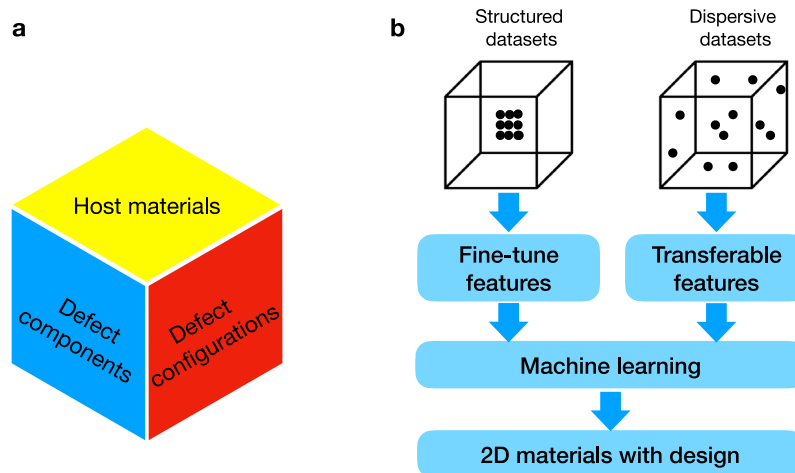 a
Host materials
Defect
components
Defect
configurations
b
Structured
datasets
Dispersive
datasets
Fine-tune
features
Transferable
features
Machine learning
2D materials with design